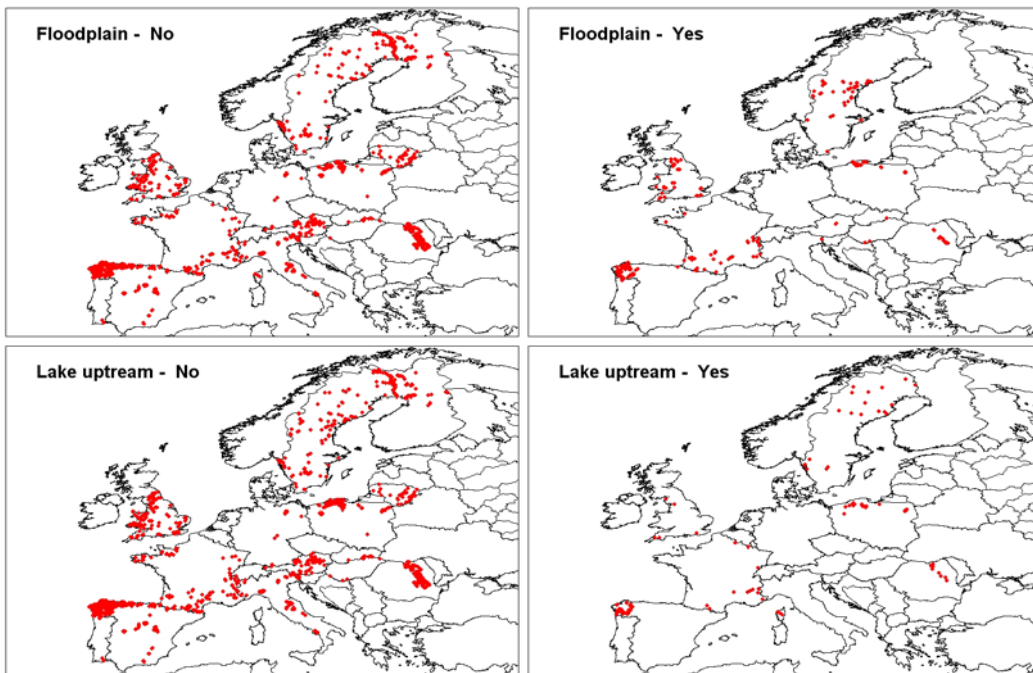 Floodplain - No
Floodplain - Yes
Lake uptream - No
Lake uptream - Yes